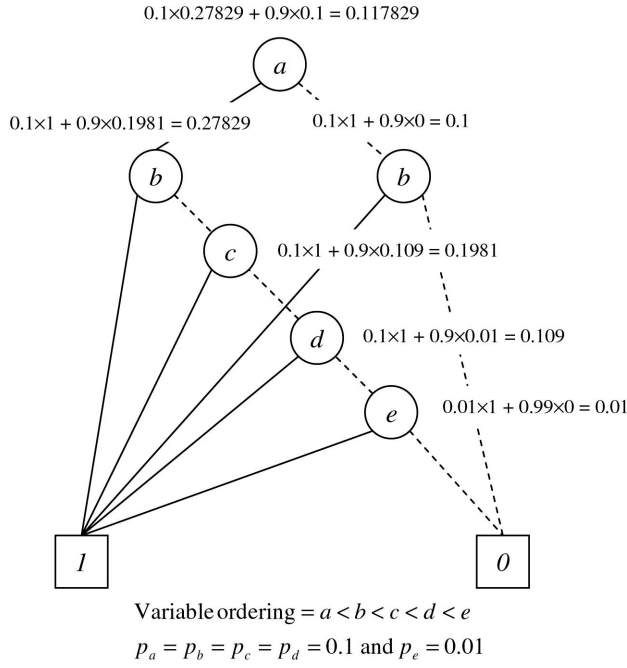 0.1×0.27829 + 0.9×0.1 = 0.117829
a
0.1×1 + 0.9×0.1981 = 0.27829
0.1×1 + 0.9×0 = 0.1
b
b
c
0.1×1 + 0.9×0.109 = 0.1981
d
0.1×1 + 0.9×0.01 = 0.109
e
0.01×1 + 0.99×0 = 0.01
1
0
Variable ordering = a < b < c < d < e
p_a = p_b = p_c = p_d = 0.1 and p_e = 0.01